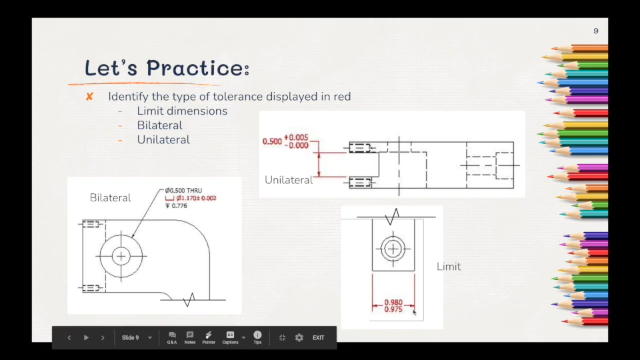 9
Let's Practice:
✘ Identify the type of tolerance displayed in red
- Limit dimensions
- Bilateral
- Unilateral
0.500 +0.005
-0.000
Unilateral
Bilateral
Ø0.500 THRU
⌴ Ø1.170± 0.003
↧ 0.776
Limit
0.980
0.975
Slide 9
Q&A
Notes
Pointer
Captions
Tips
EXIT